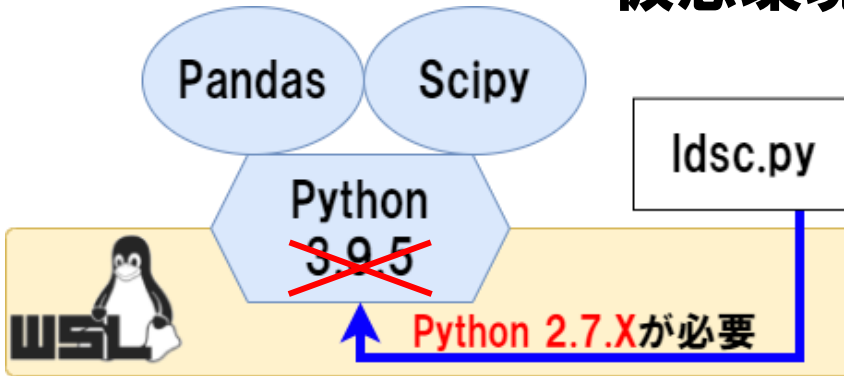 Pandas
Scipy
ldsc.py
Python
3.9.5
WSL
Python 2.7.Xが必要